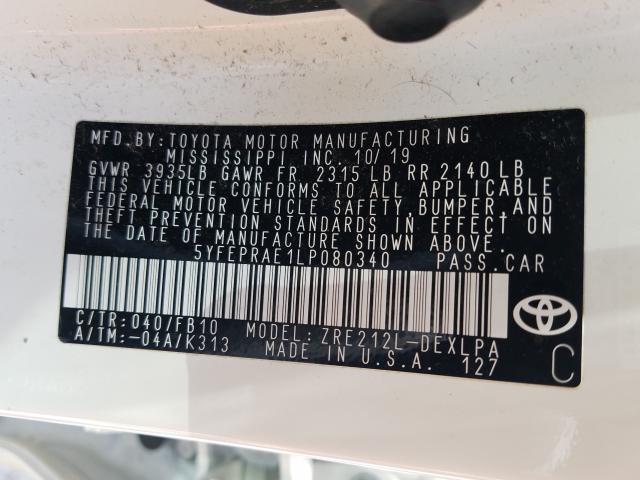 MFD.BY:TOYOTA MOTOR MANUFACTURING
MISSISSIPPI INC. 10/19
GVWR 3935LB GAWR FR 2315 LB RR 2140 LB
THIS VEHICLE CONFORMS TO ALL APPLICABLE
FEDERAL MOTOR VEHICLE SAFETY,BUMPER,AND
THEFT PREVENTION STANDARDS IN EFFECT ON
THE DATE OF MANUFACTURE SHOWN ABOVE.
5YFEPRAE1LP080340 PASS.CAR
C/TR:040/FB10 MODEL:ZRE212L-DEXLPA
A/TM:-04A/K313 MADE IN U.S.A. 127
C